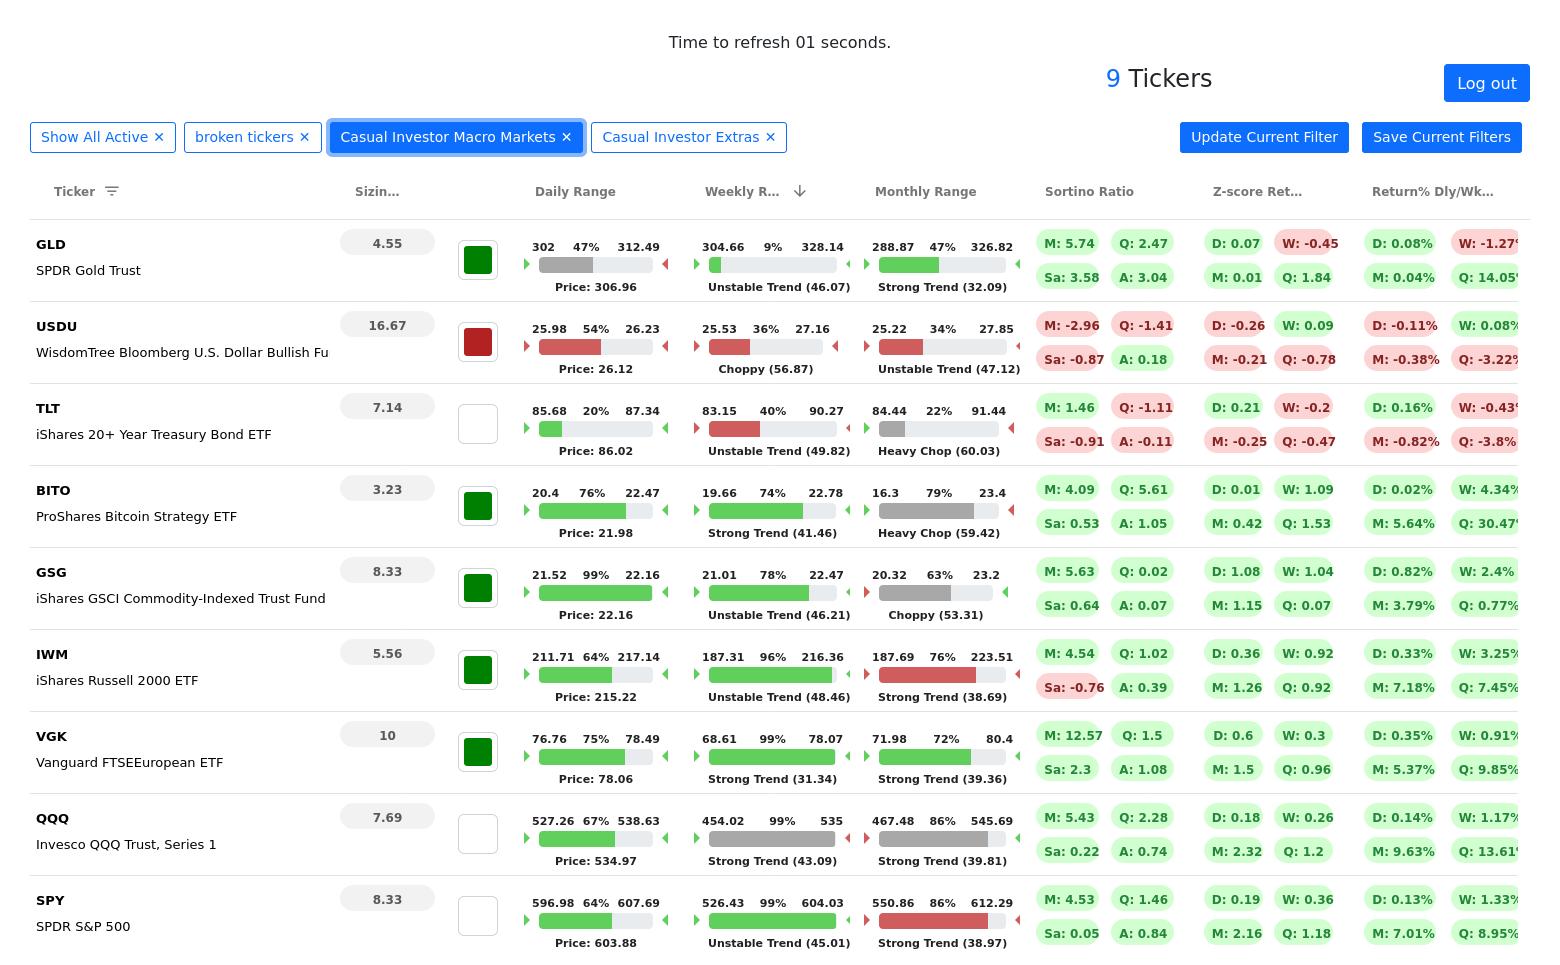 Time to refresh 01 seconds.
9 Tickers
Log out
Show All Active ✕ broken tickers ✕ Casual Investor Macro Markets ✕ Casual Investor Extras ✕ Update Current Filter Save Current Filters
Ticker Sizin... Daily Range Weekly R... Monthly Range Sortino Ratio Z-score Ret... Return% Dly/Wk...
GLD 4.55 302 47% 312.49 304.66 9% 328.14 288.87 47% 326.82 M: 5.74 Q: 2.47 D: 0.07 W: -0.45 D: 0.08% W: -1.27%
SPDR Gold Trust Price: 306.96 Unstable Trend (46.07) Strong Trend (32.09) Sa: 3.58 A: 3.04 M: 0.01 Q: 1.84 M: 0.04% Q: 14.05%
USDU 16.67 25.98 54% 26.23 25.53 36% 27.16 25.22 34% 27.85 M: -2.96 Q: -1.41 D: -0.26 W: 0.09 D: -0.11% W: 0.08%
WisdomTree Bloomberg U.S. Dollar Bullish Fu Price: 26.12 Choppy (56.87) Unstable Trend (47.12) Sa: -0.87 A: 0.18 M: -0.21 Q: -0.78 M: -0.38% Q: -3.22%
TLT 7.14 85.68 20% 87.34 83.15 40% 90.27 84.44 22% 91.44 M: 1.46 Q: -1.11 D: 0.21 W: -0.2 D: 0.16% W: -0.43%
iShares 20+ Year Treasury Bond ETF Price: 86.02 Unstable Trend (49.82) Heavy Chop (60.03) Sa: -0.91 A: -0.11 M: -0.25 Q: -0.47 M: -0.82% Q: -3.8%
BITO 3.23 20.4 76% 22.47 19.66 74% 22.78 16.3 79% 23.4 M: 4.09 Q: 5.61 D: 0.01 W: 1.09 D: 0.02% W: 4.34%
ProShares Bitcoin Strategy ETF Price: 21.98 Strong Trend (41.46) Heavy Chop (59.42) Sa: 0.53 A: 1.05 M: 0.42 Q: 1.53 M: 5.64% Q: 30.47%
GSG 8.33 21.52 99% 22.16 21.01 78% 22.47 20.32 63% 23.2 M: 5.63 Q: 0.02 D: 1.08 W: 1.04 D: 0.82% W: 2.4%
iShares GSCI Commodity-Indexed Trust Fund Price: 22.16 Unstable Trend (46.21) Choppy (53.31) Sa: 0.64 A: 0.07 M: 1.15 Q: 0.07 M: 3.79% Q: 0.77%
IWM 5.56 211.71 64% 217.14 187.31 96% 216.36 187.69 76% 223.51 M: 4.54 Q: 1.02 D: 0.36 W: 0.92 D: 0.33% W: 3.25%
iShares Russell 2000 ETF Price: 215.22 Unstable Trend (48.46) Strong Trend (38.69) Sa: -0.76 A: 0.39 M: 1.26 Q: 0.92 M: 7.18% Q: 7.45%
VGK 10 76.76 75% 78.49 68.61 99% 78.07 71.98 72% 80.4 M: 12.57 Q: 1.5 D: 0.6 W: 0.3 D: 0.35% W: 0.91%
Vanguard FTSEEuropean ETF Price: 78.06 Strong Trend (31.34) Strong Trend (39.36) Sa: 2.3 A: 1.08 M: 1.5 Q: 0.96 M: 5.37% Q: 9.85%
QQQ 7.69 527.26 67% 538.63 454.02 99% 535 467.48 86% 545.69 M: 5.43 Q: 2.28 D: 0.18 W: 0.26 D: 0.14% W: 1.17%
Invesco QQQ Trust, Series 1 Price: 534.97 Strong Trend (43.09) Strong Trend (39.81) Sa: 0.22 A: 0.74 M: 2.32 Q: 1.2 M: 9.63% Q: 13.61%
SPY 8.33 596.98 64% 607.69 526.43 99% 604.03 550.86 86% 612.29 M: 4.53 Q: 1.46 D: 0.19 W: 0.36 D: 0.13% W: 1.33%
SPDR S&P 500 Price: 603.88 Unstable Trend (45.01) Strong Trend (38.97) Sa: 0.05 A: 0.84 M: 2.16 Q: 1.18 M: 7.01% Q: 8.95%